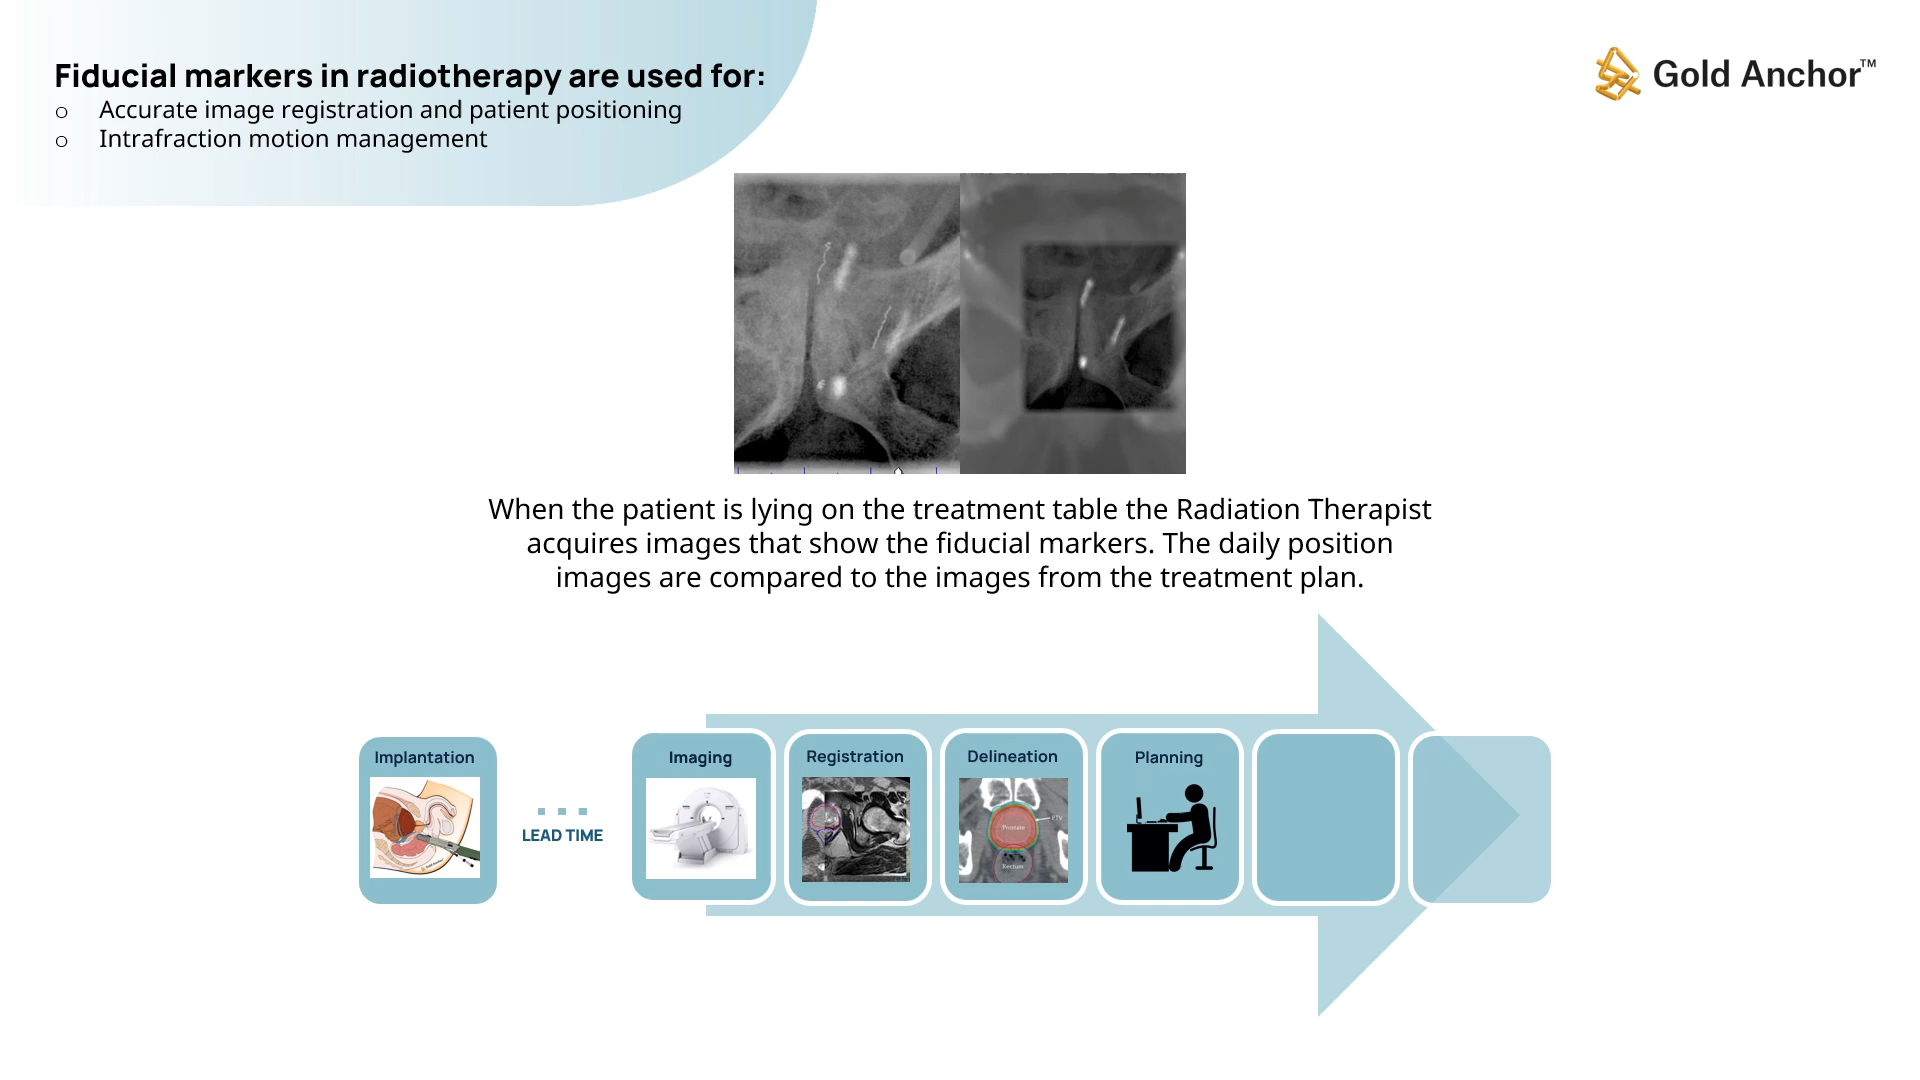 Fiducial markers in radiotherapy are used for:
o Accurate image registration and patient positioning
o Intrafraction motion management
Gold Anchor™
When the patient is lying on the treatment table the Radiation Therapist
acquires images that show the fiducial markers. The daily position
images are compared to the images from the treatment plan.
Implantation
LEAD TIME
Imaging
Registration
Delineation
Prostate
PTV
Rectum
Planning